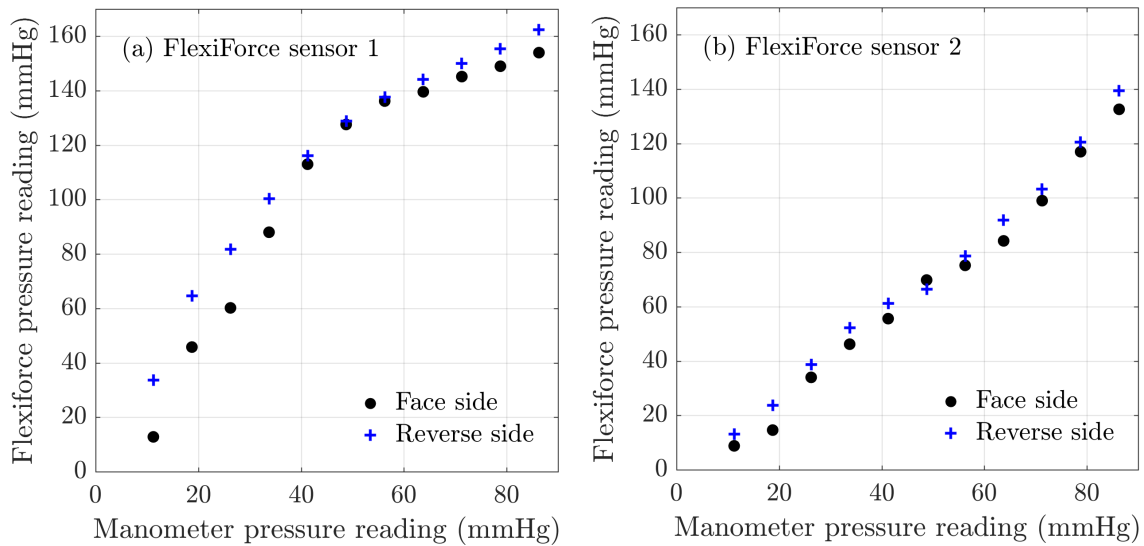 Flexiforce pressure reading (mmHg)
160
140
120
100
80
60
40
20
0
(a) FlexiForce sensor 1
Face side
Reverse side
0 20 40 60 80
Manometer pressure reading (mmHg)
Flexiforce pressure reading (mmHg)
160
140
120
100
80
60
40
20
0
(b) FlexiForce sensor 2
Face side
Reverse side
0 20 40 60 80
Manometer pressure reading (mmHg)